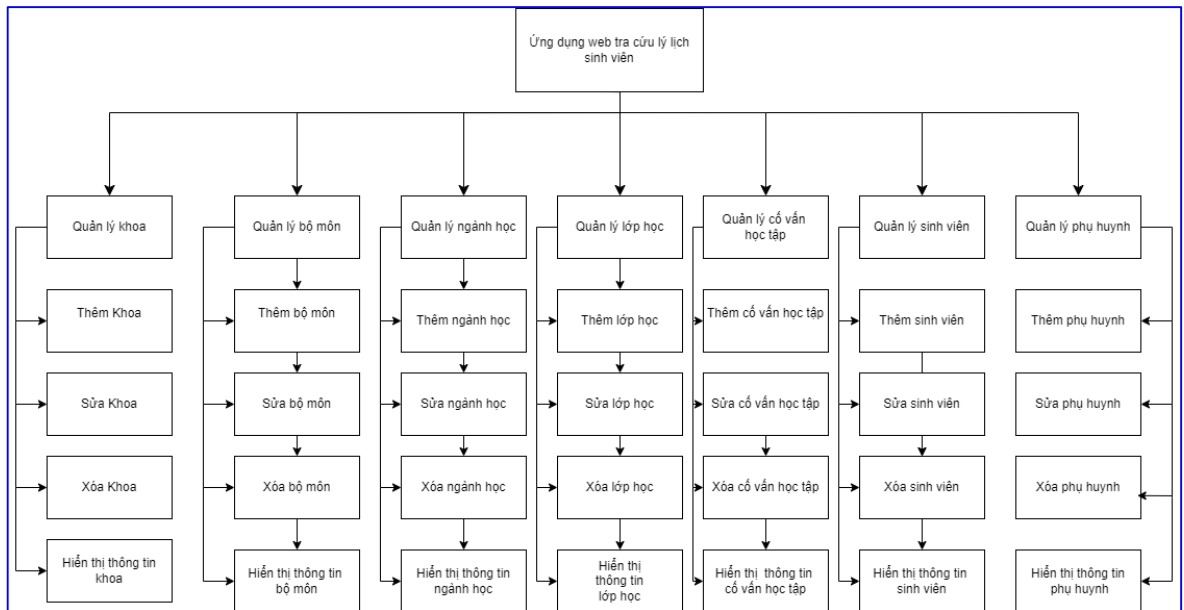 Ứng dụng web tra cứu lý lịch
sinh viên
Quản lý khoa
Quản lý bộ môn
Quản lý ngành học
Quản lý lớp học
Quản lý cố vấn
học tập
Quản lý sinh viên
Quản lý phụ huynh
Thêm Khoa
Thêm bộ môn
Thêm ngành học
Thêm lớp học
Thêm cố vấn học tập
Thêm sinh viên
Thêm phụ huynh
Sửa Khoa
Sửa bộ môn
Sửa ngành học
Sửa lớp học
Sửa cố vấn học tập
Sửa sinh viên
Sửa phụ huynh
Xóa Khoa
Xóa bộ môn
Xóa ngành học
Xóa lớp học
Xóa cố vấn học tập
Xóa sinh viên
Xóa phụ huynh
Hiển thị thông tin
khoa
Hiển thị thông tin
bộ môn
Hiển thị thông tin
ngành học
Hiển thị
thông tin
lớp học
Hiển thị thông tin
cố vấn học tập
Hiển thị thông tin
sinh viên
Hiển thị thông tin
phụ huynh